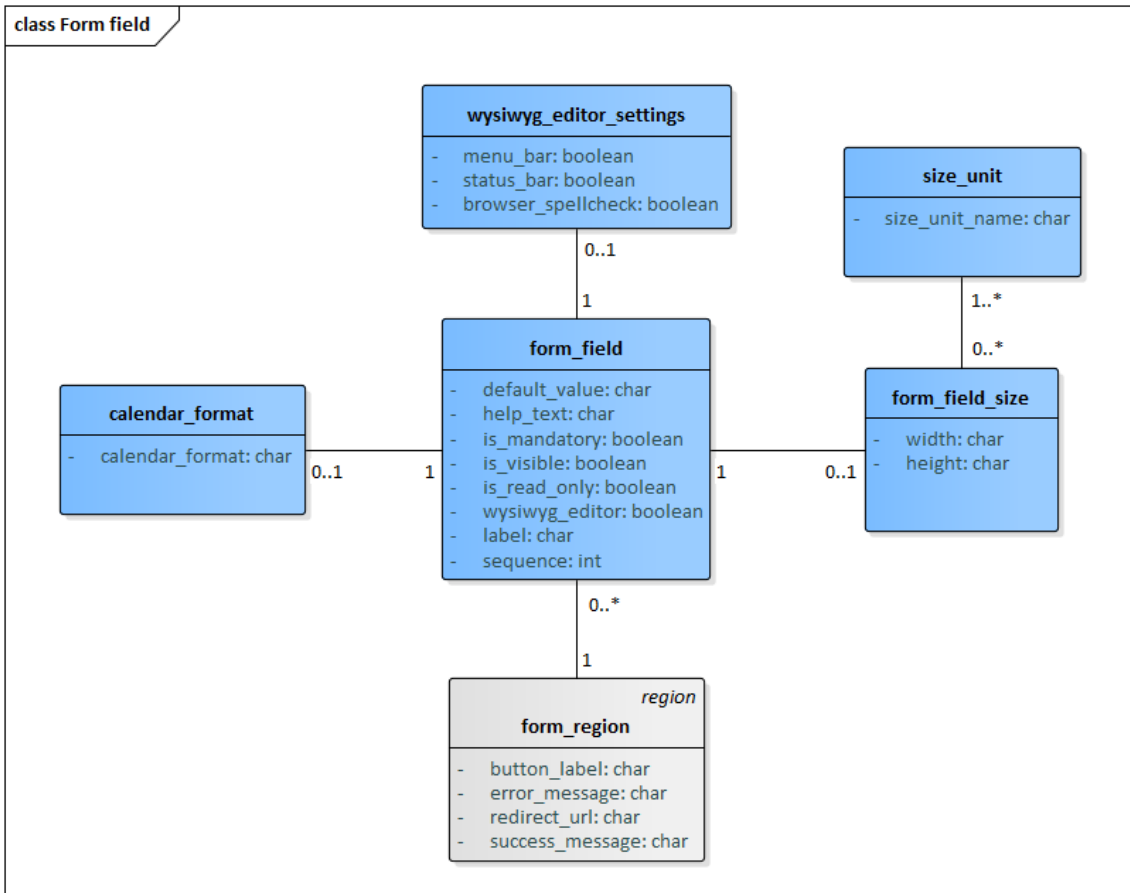 class Form field
wysiwyg_editor_settings
- menu_bar: boolean
- status_bar: boolean
- browser_spellcheck: boolean
size_unit
- size_unit_name: char
0..1
1
1..*
0..*
form_field
- default_value: char
- help_text: char
- is_mandatory: boolean
- is_visible: boolean
- is_read_only: boolean
- wysiwyg_editor: boolean
- label: char
- sequence: int
calendar_format
- calendar_format: char
0..1
1
form_field_size
- width: char
- height: char
1
0..1
0..*
1
region
form_region
- button_label: char
- error_message: char
- redirect_url: char
- success_message: char